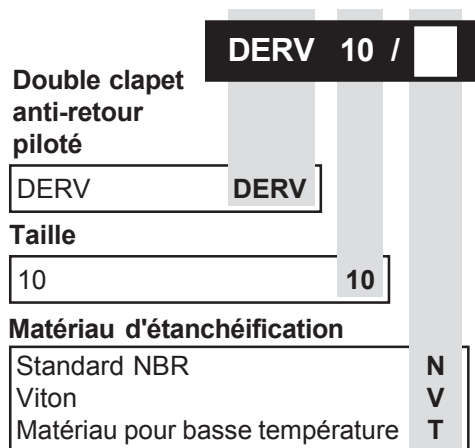 DERV 10 /
Double clapet
anti-retour
piloté
DERV DERV
Taille
10 10
Matériau d'étanchéification
Standard NBR N
Viton V
Matériau pour basse température T